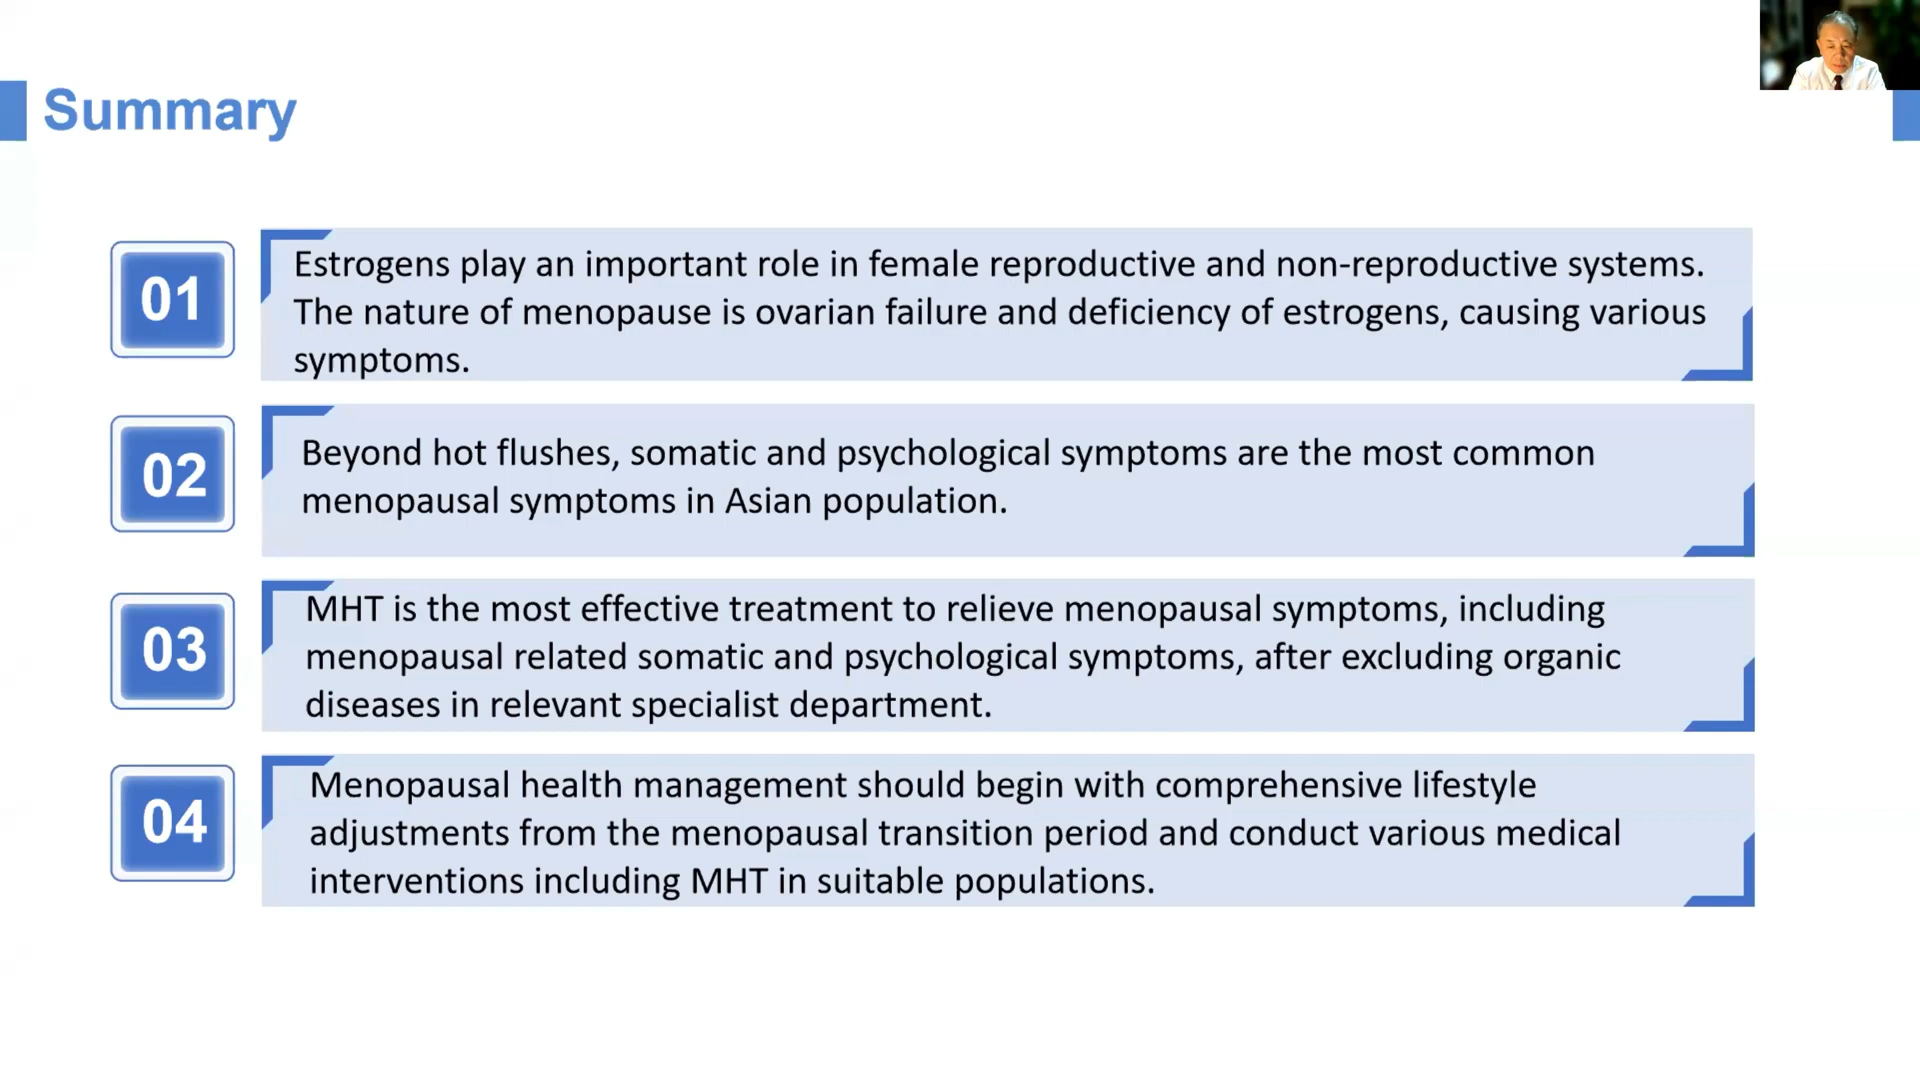 Summary
01
Estrogens play an important role in female reproductive and non-reproductive systems.
The nature of menopause is ovarian failure and deficiency of estrogens, causing various
symptoms.
02
Beyond hot flushes, somatic and psychological symptoms are the most common
menopausal symptoms in Asian population.
03
MHT is the most effective treatment to relieve menopausal symptoms, including
menopausal related somatic and psychological symptoms, after excluding organic
diseases in relevant specialist department.
04
Menopausal health management should begin with comprehensive lifestyle
adjustments from the menopausal transition period and conduct various medical
interventions including MHT in suitable populations.